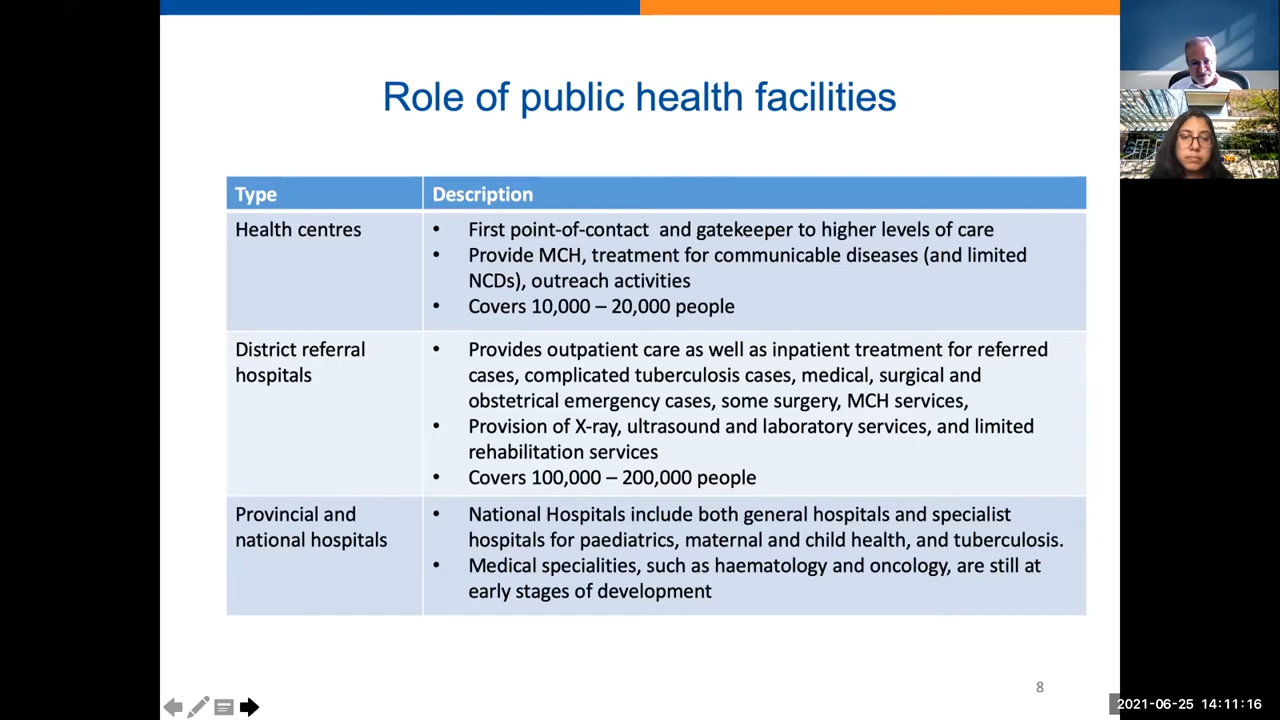 Role of public health facilities
Type
Description
Health centres
• First point-of-contact  and gatekeeper to higher levels of care
• Provide MCH, treatment for communicable diseases (and limited
NCDs), outreach activities
• Covers 10,000 – 20,000 people
District referral
hospitals
• Provides outpatient care as well as inpatient treatment for referred
cases, complicated tuberculosis cases, medical, surgical and
obstetrical emergency cases, some surgery, MCH services,
• Provision of X-ray, ultrasound and laboratory services, and limited
rehabilitation services
• Covers 100,000 – 200,000 people
Provincial and
national hospitals
• National Hospitals include both general hospitals and specialist
hospitals for paediatrics, maternal and child health, and tuberculosis.
• Medical specialities, such as haematology and oncology, are still at
early stages of development
8
2021-06-25 14:11:16